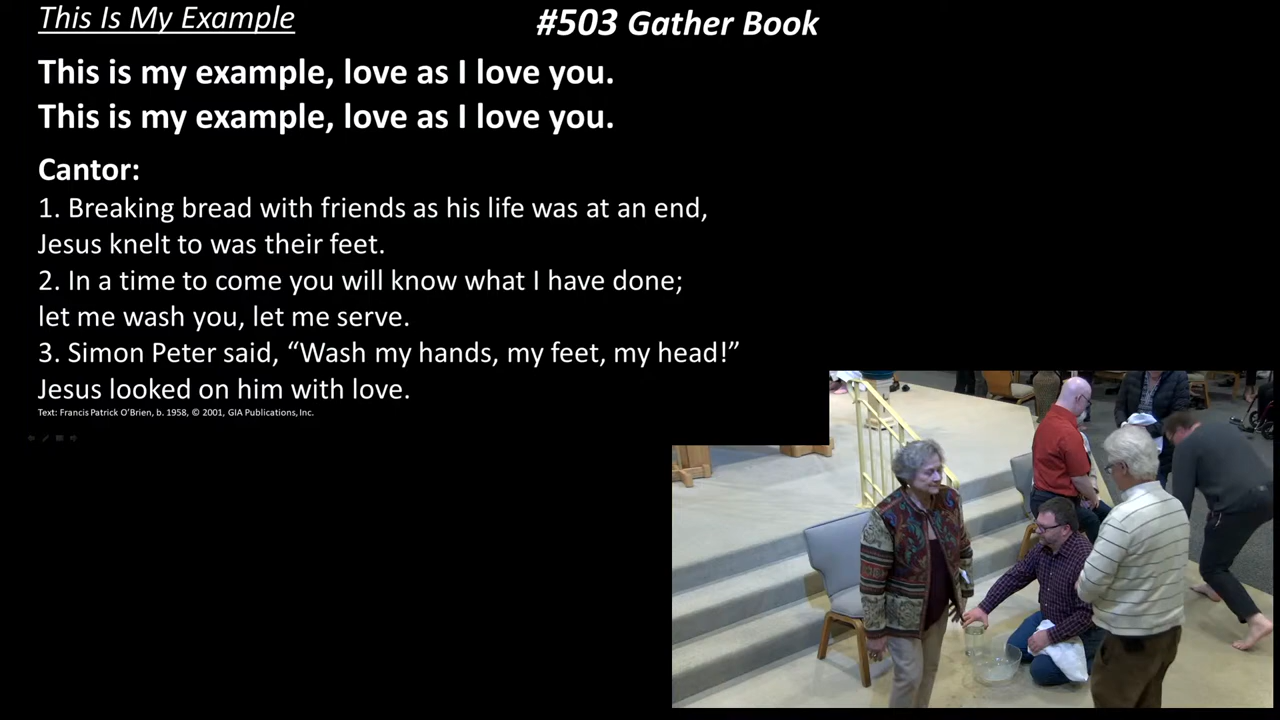 This Is My Example
#503 Gather Book
This is my example, love as I love you.
This is my example, love as I love you.
Cantor:
1. Breaking bread with friends as his life was at an end,
Jesus knelt to was their feet.
2. In a time to come you will know what I have done;
let me wash you, let me serve.
3. Simon Peter said, “Wash my hands, my feet, my head!”
Jesus looked on him with love.
Text: Francis Patrick O’Brien, b. 1958, © 2001, GIA Publications, Inc.